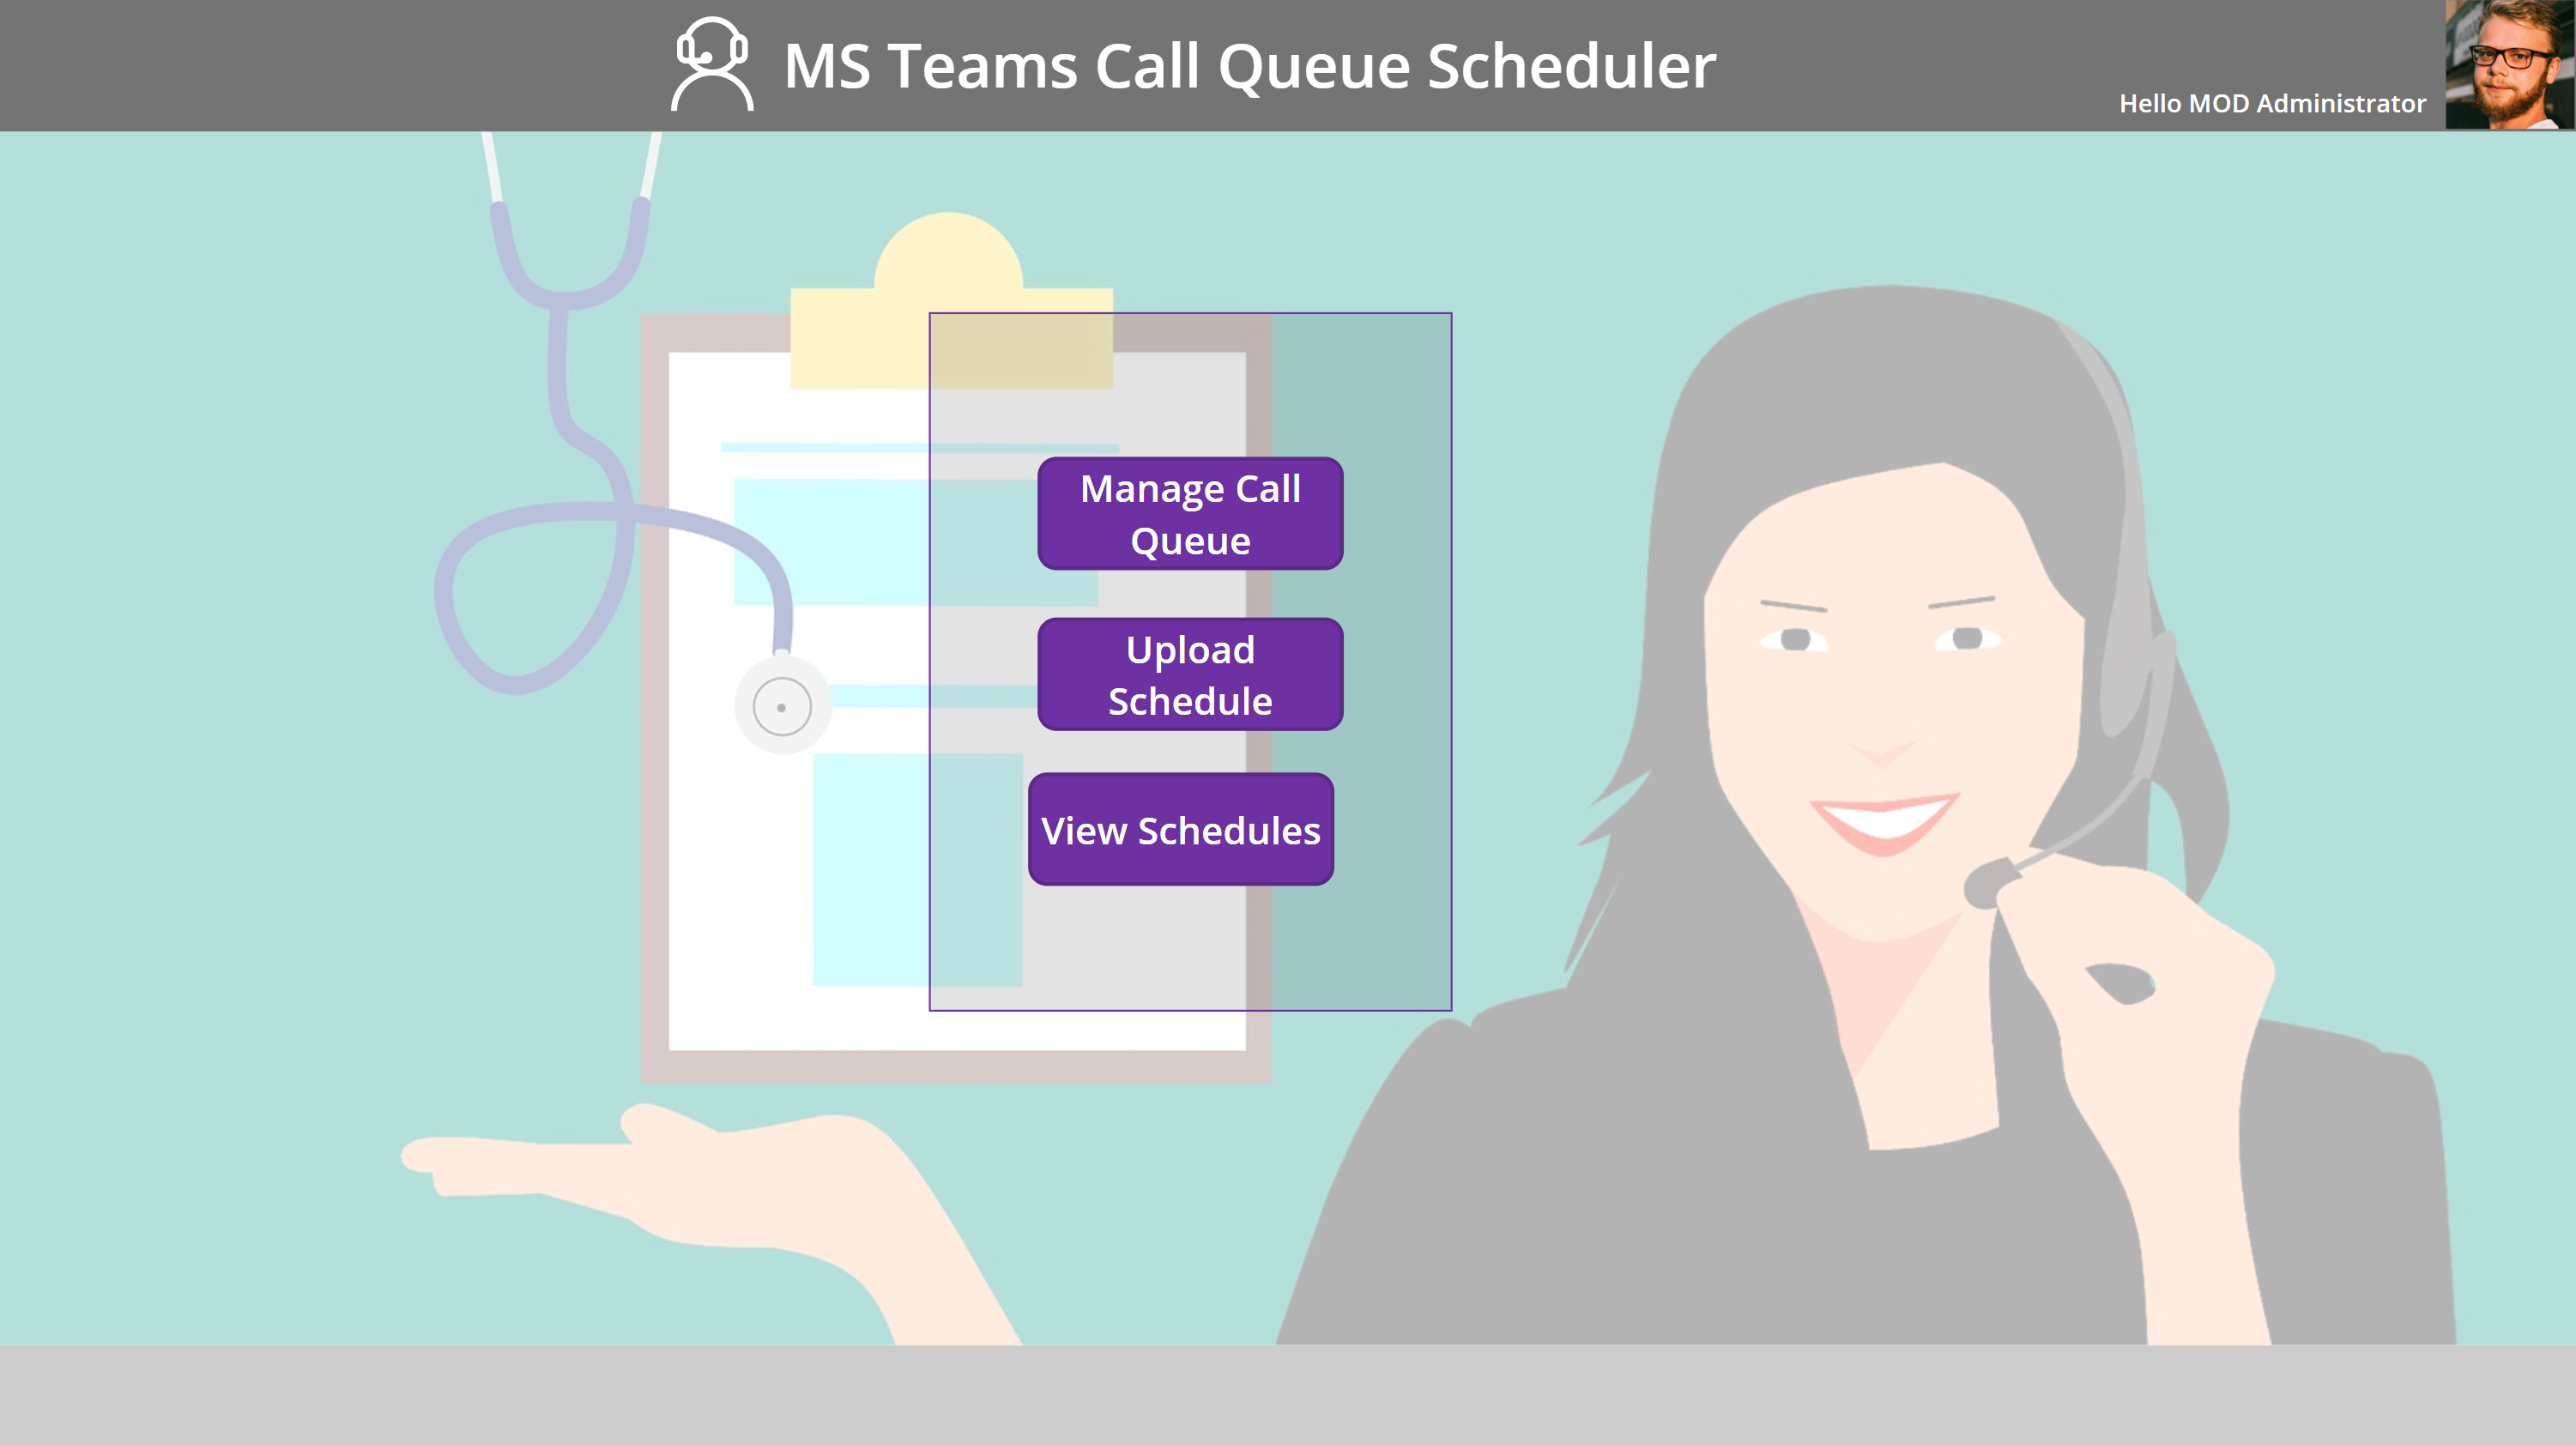 MS Teams Call Queue Scheduler
Hello MOD Administrator
Manage Call
Queue
Upload
Schedule
View Schedules